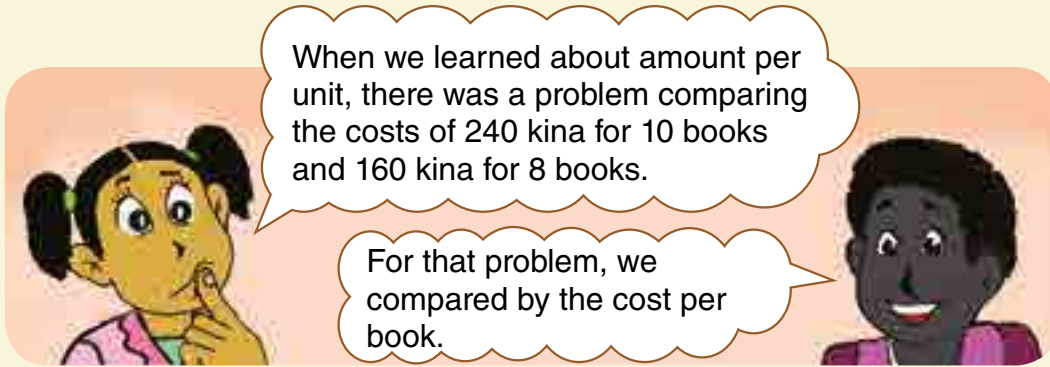 When we learned about amount per
unit, there was a problem comparing
the costs of 240 kina for 10 books
and 160 kina for 8 books.
For that problem, we
compared by the cost per
book.